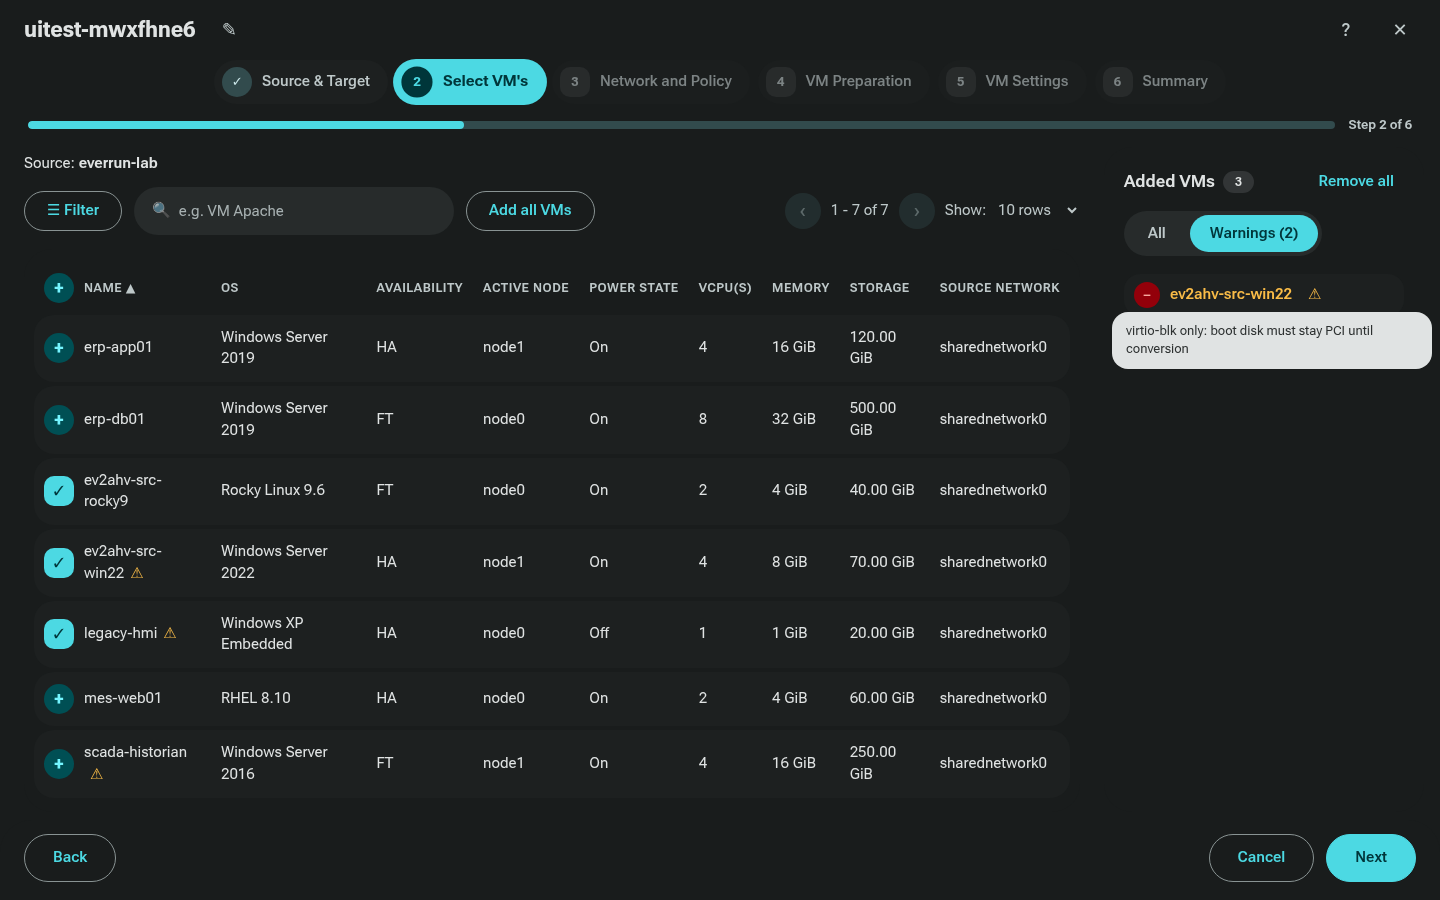 uitest-mwxfhne6 ✎ ? ✕
✓ Source & Target 2 Select VM's 3 Network and Policy 4 VM Preparation 5 VM Settings 6 Summary
Step 2 of 6
Source: everrun-lab
☰ Filter 🔍 e.g. VM Apache Add all VMs ‹ 1 - 7 of 7 › Show: 10 rows
+ NAME ▲ OS AVAILABILITY ACTIVE NODE POWER STATE VCPU(S) MEMORY STORAGE SOURCE NETWORK
+ erp-app01 Windows Server 2019 HA node1 On 4 16 GiB 120.00 GiB sharednetwork0
+ erp-db01 Windows Server 2019 FT node0 On 8 32 GiB 500.00 GiB sharednetwork0
✓ ev2ahv-src-rocky9 Rocky Linux 9.6 FT node0 On 2 4 GiB 40.00 GiB sharednetwork0
✓ ev2ahv-src-win22 ⚠ Windows Server 2022 HA node1 On 4 8 GiB 70.00 GiB sharednetwork0
✓ legacy-hmi ⚠ Windows XP Embedded HA node0 Off 1 1 GiB 20.00 GiB sharednetwork0
+ mes-web01 RHEL 8.10 HA node0 On 2 4 GiB 60.00 GiB sharednetwork0
+ scada-historian ⚠ Windows Server 2016 FT node1 On 4 16 GiB 250.00 GiB sharednetwork0
Added VMs 3 Remove all
All Warnings (2)
− ev2ahv-src-win22 ⚠
virtio-blk only: boot disk must stay PCI until
conversion
Back Cancel Next